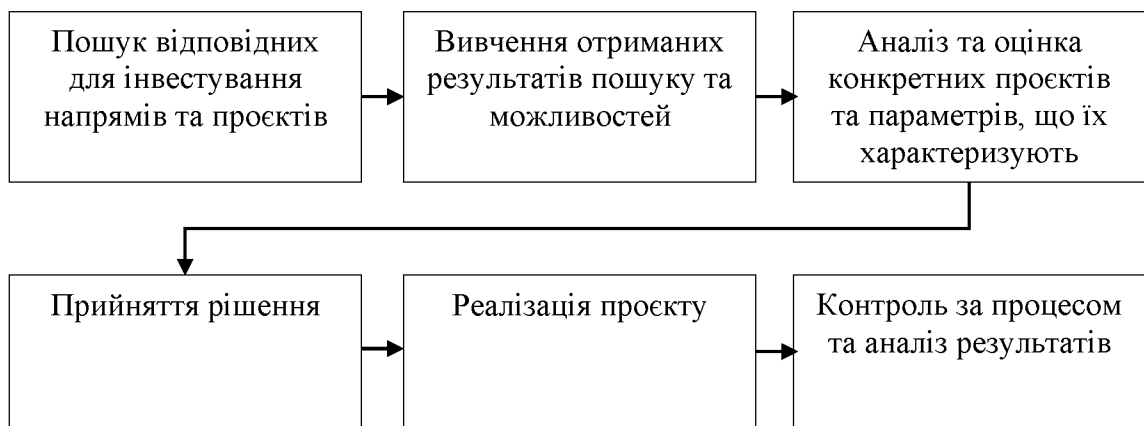 Пошук відповідних
для інвестування
напрямів та проєктів
Вивчення отриманих
результатів пошуку та
можливостей
Аналіз та оцінка
конкретних проєктів
та параметрів, що їх
характеризують
Прийняття рішення
Реалізація проєкту
Контроль за процесом
та аналіз результатів